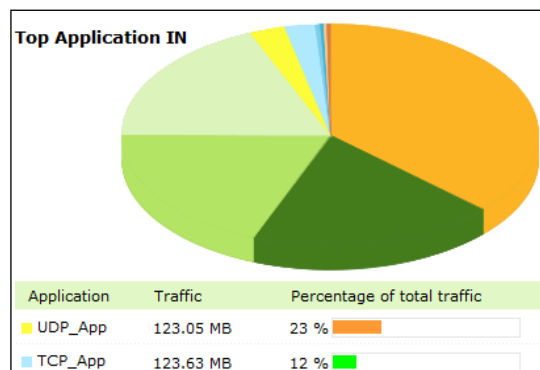 Top Application IN
Application Traffic Percentage of total traffic
UDP_App 123.05 MB 23 %
TCP_App 123.63 MB 12 %